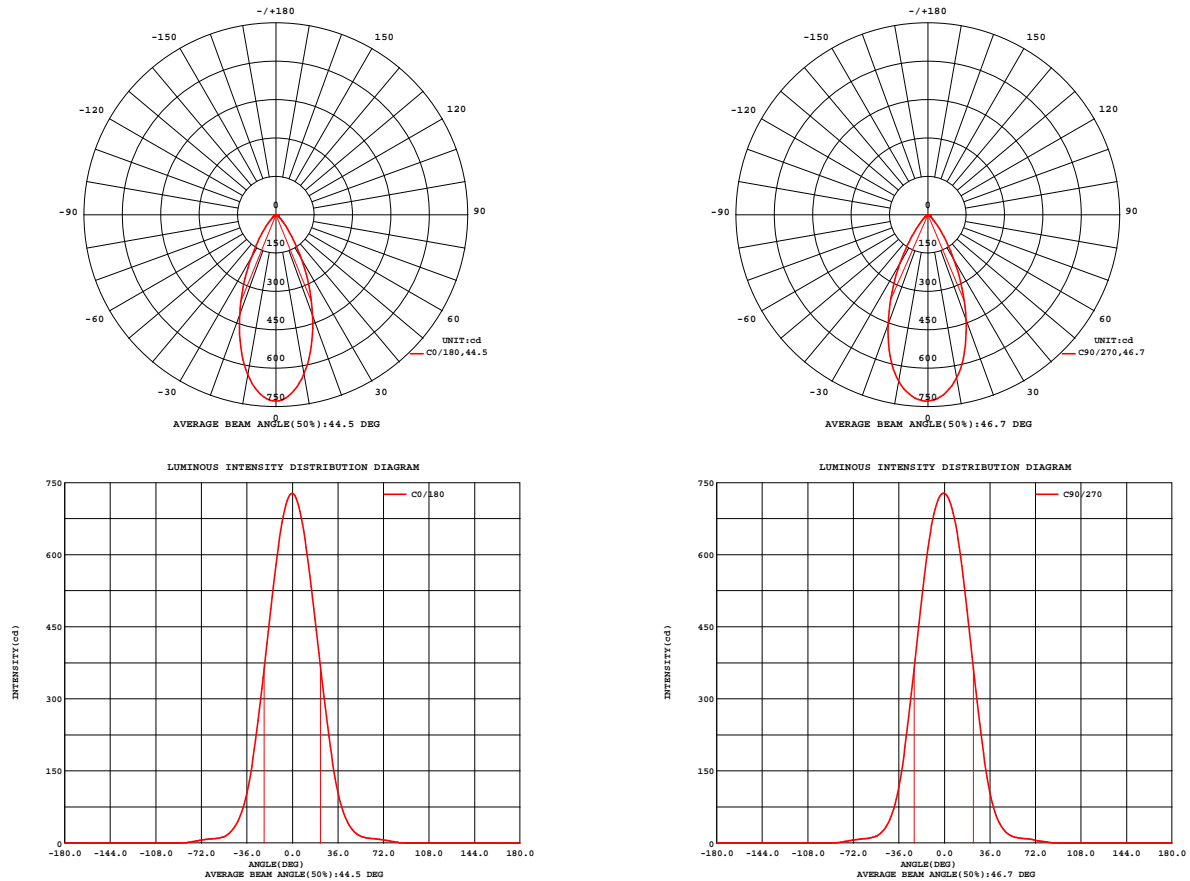 -/+180
-150 150
-120 120
-90 90
-60 60
-30 30
0
0
150
300
450
600
750
UNIT:cd
C0/180,44.5
AVERAGE BEAM ANGLE(50%):44.5 DEG
-/+180
-150 150
-120 120
-90 90
-60 60
-30 30
0
0
150
300
450
600
750
UNIT:cd
C90/270,46.7
AVERAGE BEAM ANGLE(50%):46.7 DEG
LUMINOUS INTENSITY DISTRIBUTION DIAGRAM
C0/180
INTENSITY(cd)
750
600
450
300
150
0
-180.0 -144.0 -108.0 -72.0 -36.0 0.0 36.0 72.0 108.0 144.0 180.0
ANGLE(DEG)
AVERAGE BEAM ANGLE(50%):44.5 DEG
LUMINOUS INTENSITY DISTRIBUTION DIAGRAM
C90/270
INTENSITY(cd)
750
600
450
300
150
0
-180.0 -144.0 -108.0 -72.0 -36.0 0.0 36.0 72.0 108.0 144.0 180.0
ANGLE(DEG)
AVERAGE BEAM ANGLE(50%):46.7 DEG